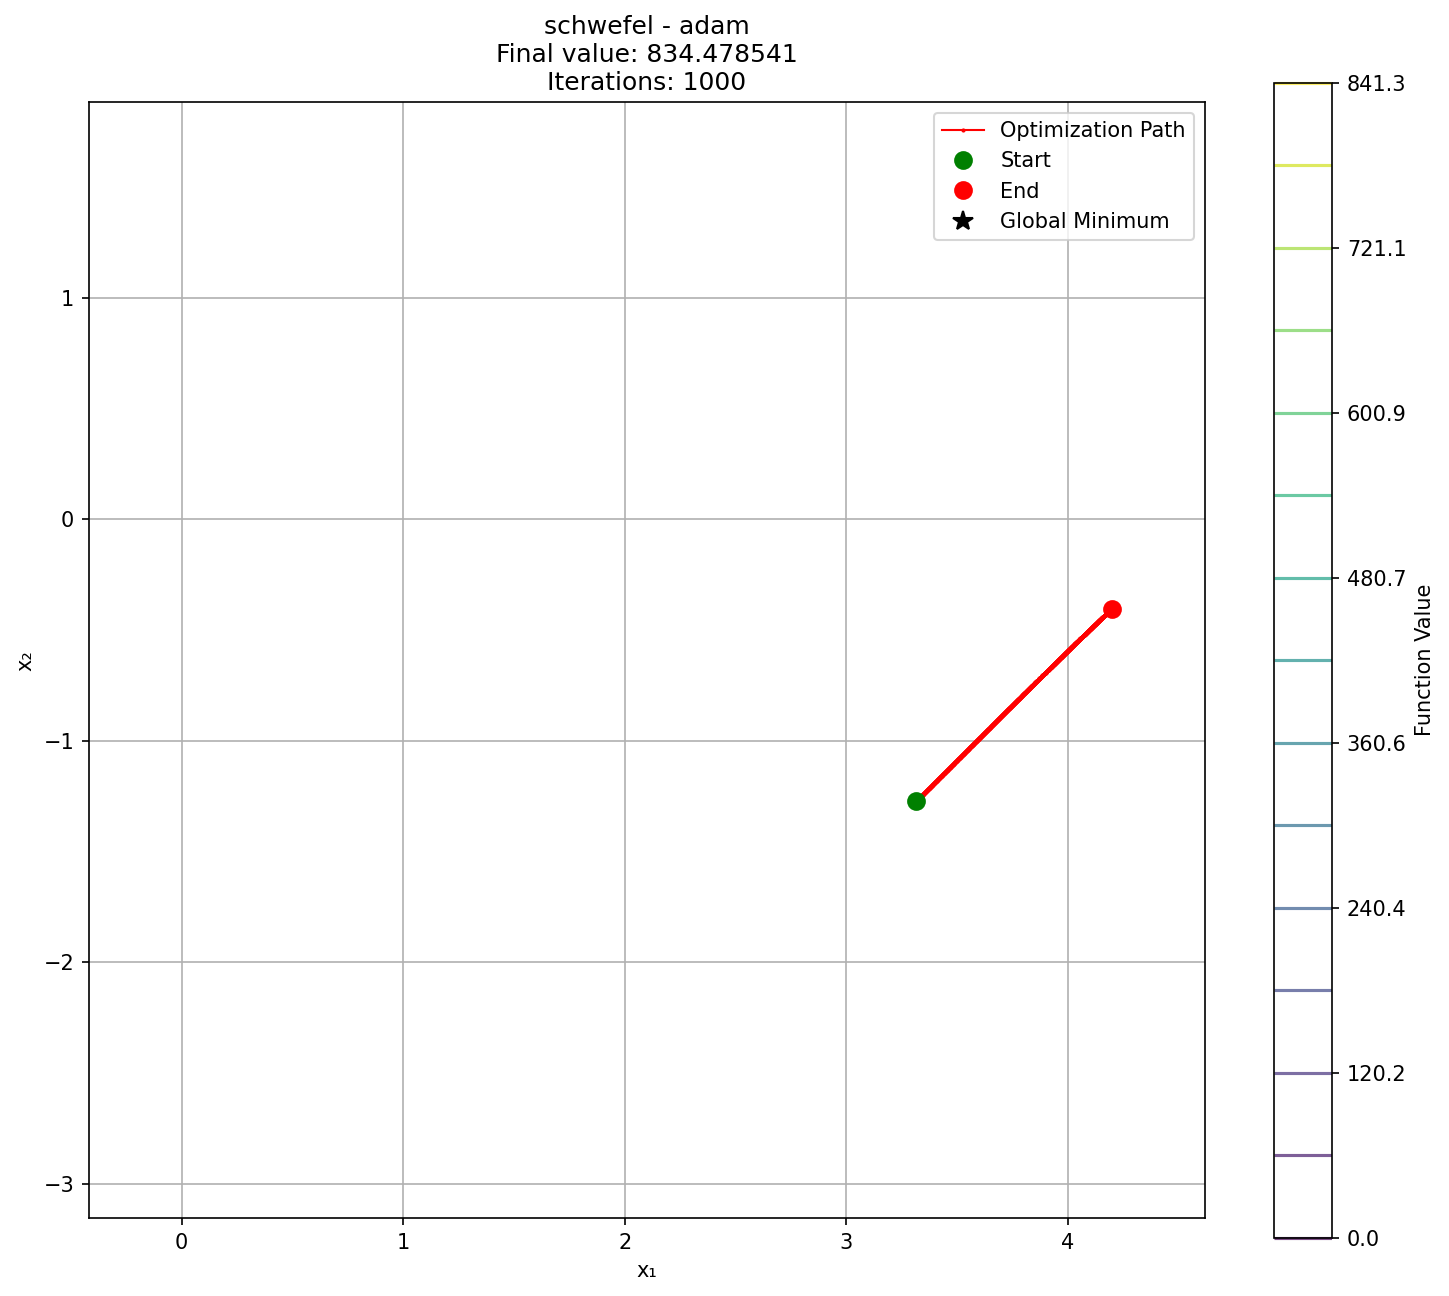 schwefel - adam
Final value: 834.478541
Iterations: 1000
Optimization Path
Start
End
Global Minimum
1
0
−1
−2
−3
x₂
0
1
2
3
4
x₁
841.3
721.1
600.9
480.7
360.6
240.4
120.2
0.0
Function Value